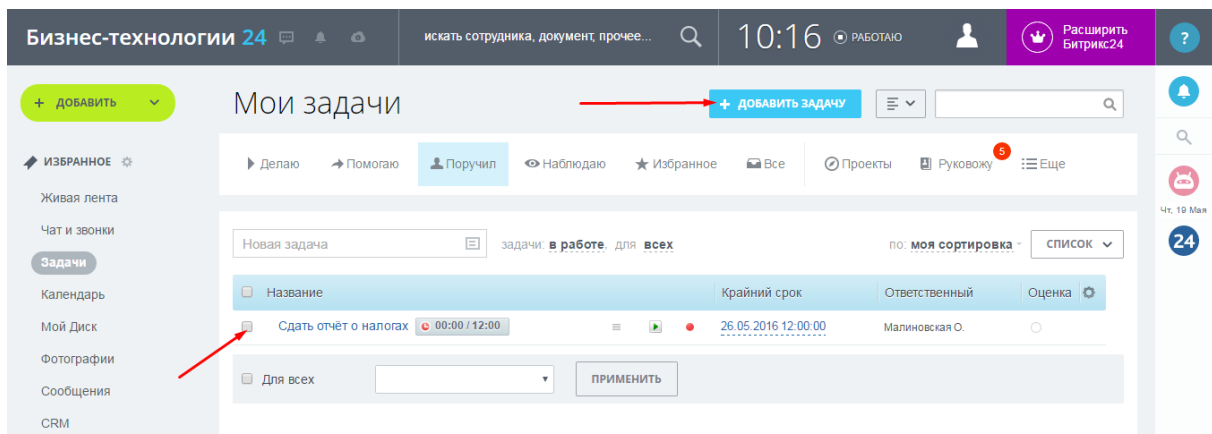 Бизнес-технологии 24
искать сотрудника, документ, прочее...
10:16 РАБОТАЮ
Расширить
Битрикс24
?
+ ДОБАВИТЬ
Мои задачи
+ ДОБАВИТЬ ЗАДАЧУ
ИЗБРАННОЕ
Делаю Помогаю Поручил Наблюдаю Избранное Все Проекты Руковожу 5 Еще
Живая лента
Чат и звонки
Задачи
Календарь
Мой Диск
Фотографии
Сообщения
CRM
Новая задача
задачи: в работе, для всех
по: моя сортировка
СПИСОК
Название Крайний срок Ответственный Оценка
Сдать отчёт о налогах 00:00 / 12:00 26.05.2016 12:00:00 Малиновская О.
Для всех
ПРИМЕНИТЬ
Чт, 19 Мая
24